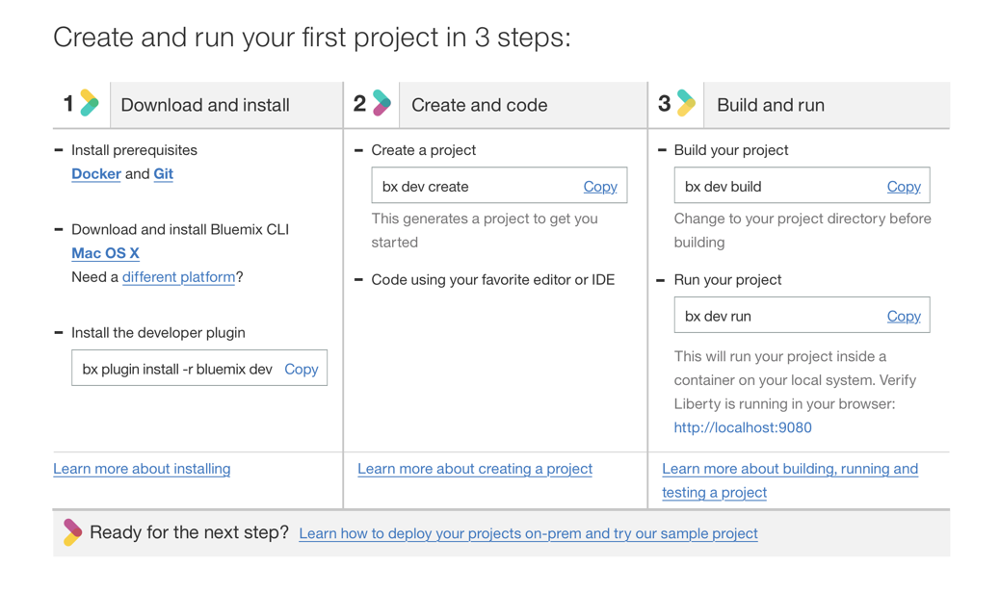 Create and run your first project in 3 steps:
1 Download and install
Install prerequisites
Docker and Git
Download and install Bluemix CLI
Mac OS X
Need a different platform?
Install the developer plugin
bx plugin install -r bluemix dev Copy
Learn more about installing
2 Create and code
Create a project
bx dev create Copy
This generates a project to get you
started
Code using your favorite editor or IDE
Learn more about creating a project
3 Build and run
Build your project
bx dev build Copy
Change to your project directory before
building
Run your project
bx dev run Copy
This will run your project inside a
container on your local system. Verify
Liberty is running in your browser:
http://localhost:9080
Learn more about building, running and
testing a project
Ready for the next step? Learn how to deploy your projects on-prem and try our sample project